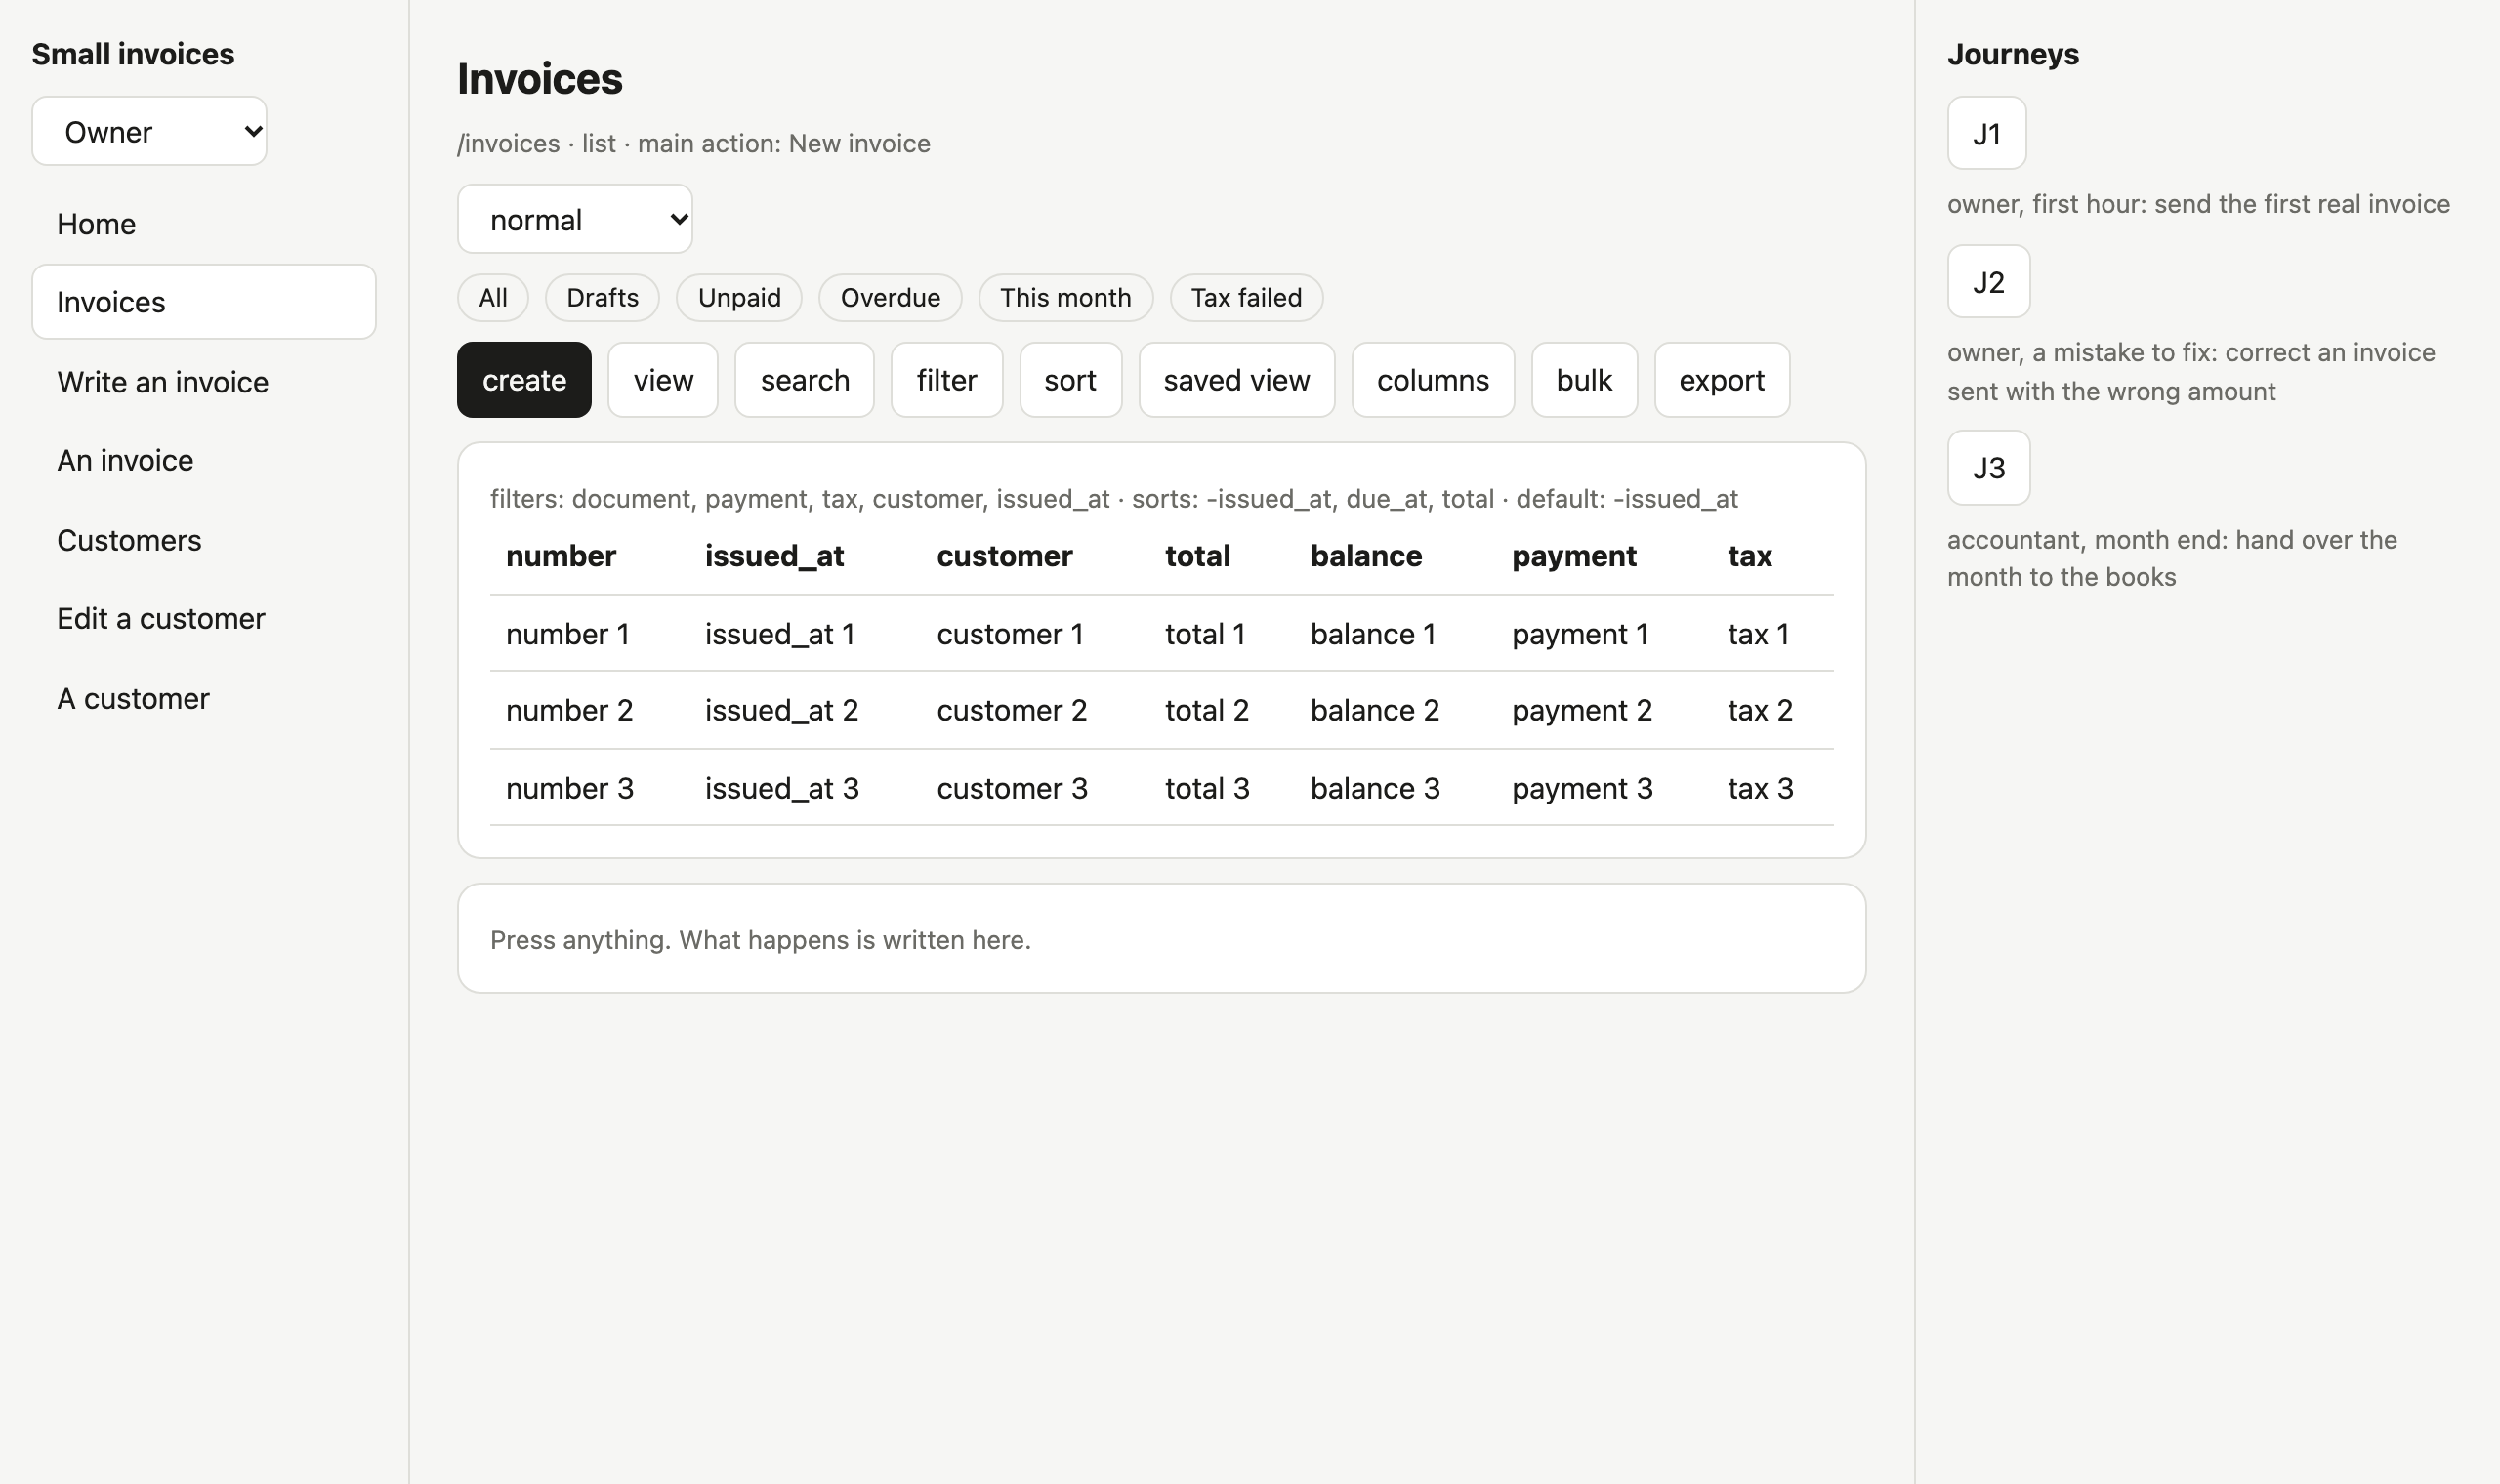 Small invoices
Owner
Home
Invoices
Write an invoice
An invoice
Customers
Edit a customer
A customer
Invoices
/invoices · list · main action: New invoice
normal
All Drafts Unpaid Overdue This month Tax failed
create view search filter sort saved view columns bulk export
filters: document, payment, tax, customer, issued_at · sorts: -issued_at, due_at, total · default: -issued_at
number issued_at customer total balance payment tax
number 1 issued_at 1 customer 1 total 1 balance 1 payment 1 tax 1
number 2 issued_at 2 customer 2 total 2 balance 2 payment 2 tax 2
number 3 issued_at 3 customer 3 total 3 balance 3 payment 3 tax 3
Press anything. What happens is written here.
Journeys
J1
owner, first hour: send the first real invoice
J2
owner, a mistake to fix: correct an invoice
sent with the wrong amount
J3
accountant, month end: hand over the
month to the books